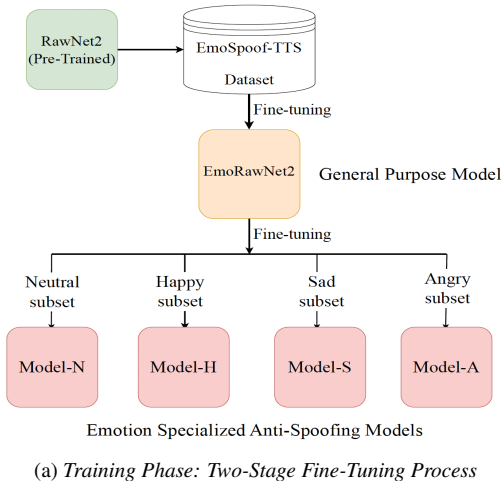 RawNet2
(Pre-Trained)
EmoSpoof-TTS
Dataset
Fine-tuning
EmoRawNet2
General Purpose Model
Fine-tuning
Neutral
subset
Happy
subset
Sad
subset
Angry
subset
Model-N
Model-H
Model-S
Model-A
Emotion Specialized Anti-Spoofing Models
(a) Training Phase: Two-Stage Fine-Tuning Process